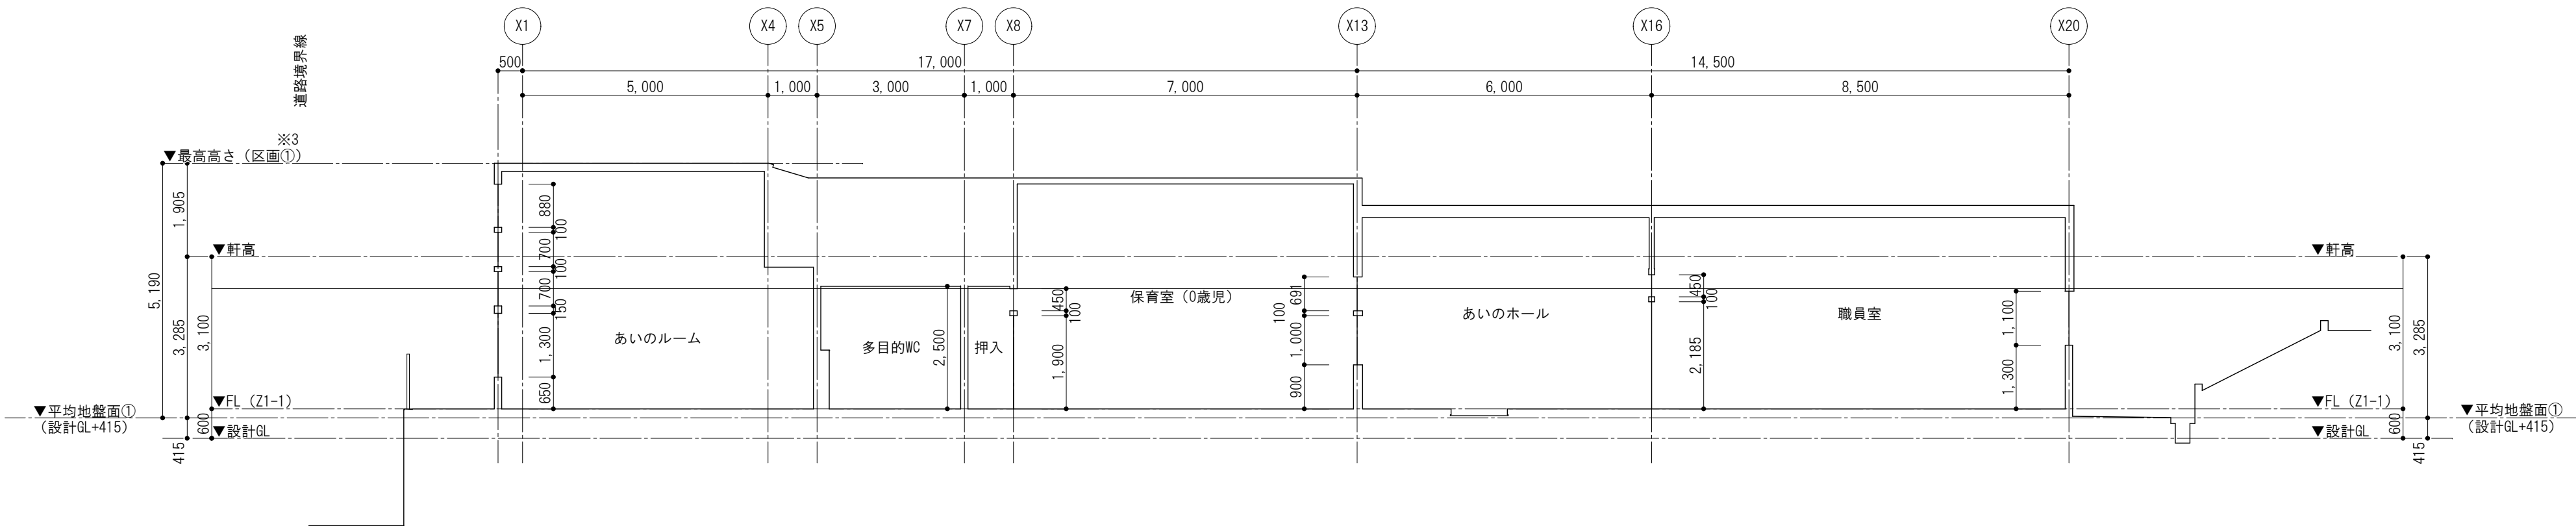 X1
X4
X5
X7
X8
X13
X16
X20
道路境界線
500
17,000
14,500
5,000
1,000
3,000
1,000
7,000
6,000
8,500
※3
▼最高高さ（区画①）
1,905
5,190
3,285
3,100
▼軒高
▼FL（Z1-1）
▼平均地盤面①
（設計GL+415）
600
▼設計GL
415
880
100
700
100
700
150
1,300
650
あいのルーム
多目的WC
2,500
押入
450
100
1,900
保育室（0歳児）
691
100
1,000
900
あいのホール
450
100
2,185
職員室
1,100
1,300
▼軒高
3,100
3,285
▼FL（Z1-1）
▼平均地盤面①
（設計GL+415）
600
▼設計GL
415